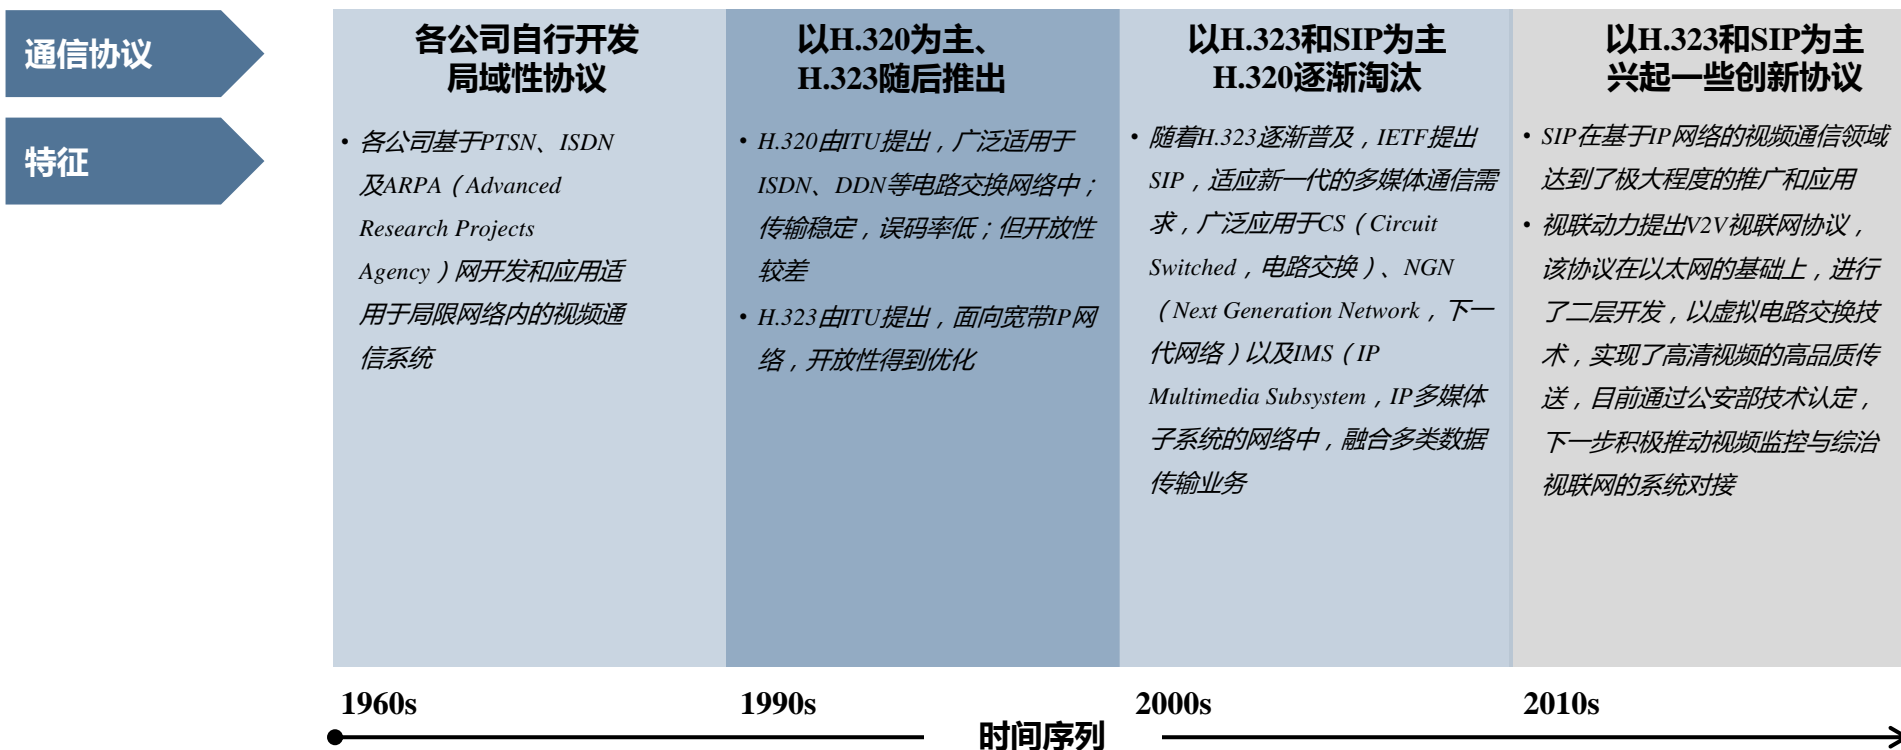 通信协议
特征
各公司自行开发
局域性协议
• 各公司基于PTSN、ISDN
及ARPA（Advanced
Research Projects
Agency）网开发和应用适
用于局限网络内的视频通
信系统
以H.320为主、
H.323随后推出
• H.320由ITU提出，广泛适用于
ISDN、DDN等电路交换网络中；
传输稳定，误码率低；但开放性
较差
• H.323由ITU提出，面向宽带IP网
络，开放性得到优化
以H.323和SIP为主
H.320逐渐淘汰
• 随着H.323逐渐普及，IETF提出
SIP，适应新一代的多媒体通信需
求，广泛应用于CS（Circuit
Switched，电路交换）、NGN
（Next Generation Network，下一
代网络）以及IMS（IP
Multimedia Subsystem，IP多媒体
子系统的网络中，融合多类数据
传输业务
以H.323和SIP为主
兴起一些创新协议
• SIP在基于IP网络的视频通信领域
达到了极大程度的推广和应用
• 视联动力提出V2V视联网协议，
该协议在以太网的基础上，进行
了二层开发，以虚拟电路交换技
术，实现了高清视频的高品质传
送，目前通过公安部技术认定，
下一步积极推动视频监控与综治
视联网的系统对接
1960s
1990s
2000s
2010s
时间序列